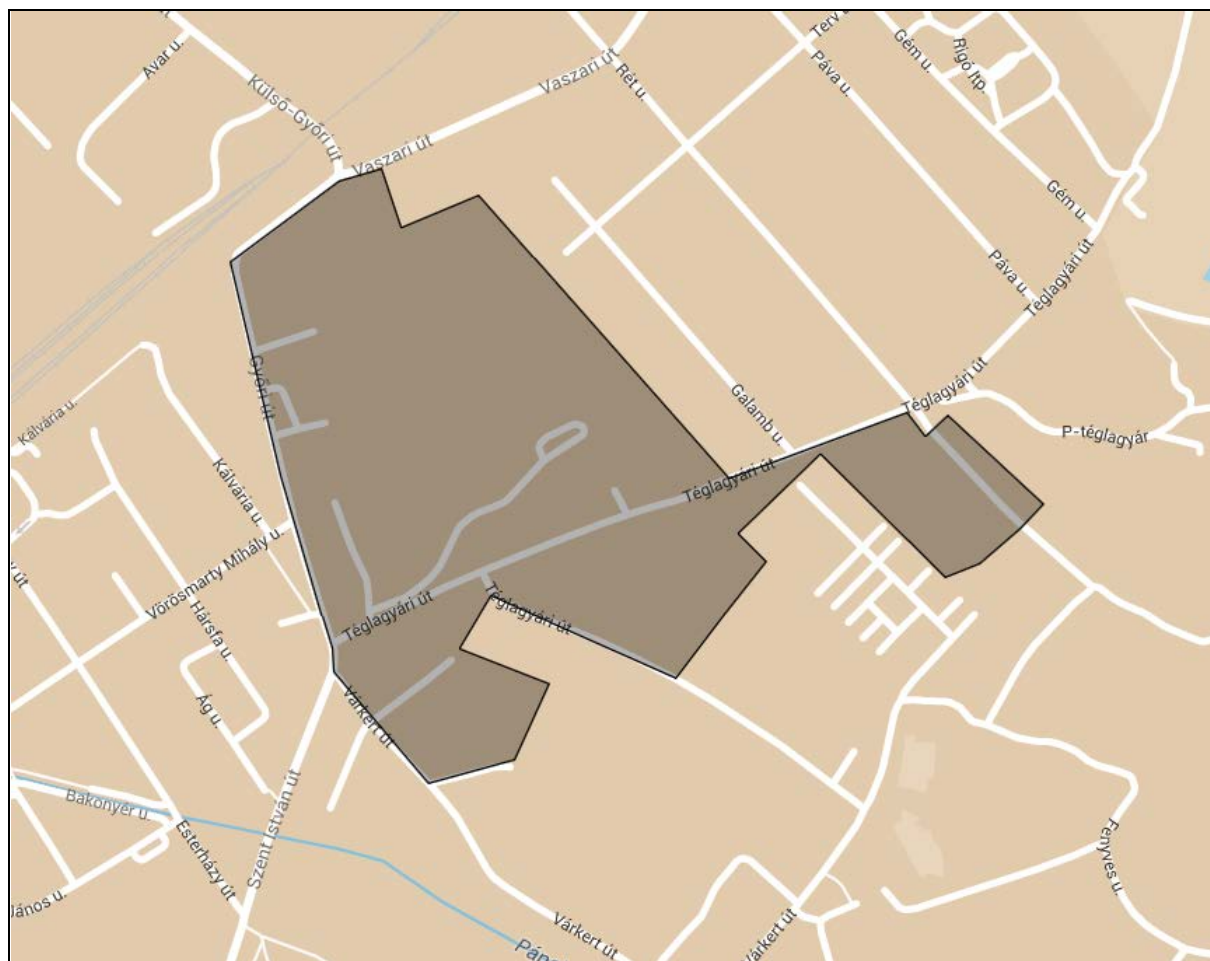 Avar u.
Külső-Győri út
Vaszari út
Vaszari út
Rét u.
Terv
Páva u.
Gém u.
Rigó ltp.
Gém u.
Páva u.
Téglagyári út
Téglagyári út
P-téglagyár
Galamb u.
Győri út
Kálvária u.
Kálvária u.
Téglagyári út
Vörösmarty Mihály u.
Hársfa u.
Téglagyári út
Téglagyári út
Ág u.
Várkert út
Szent István út
Bakonyér u.
Esterházy út
János u.
Fenyves u.
Várkert út
Várkert út